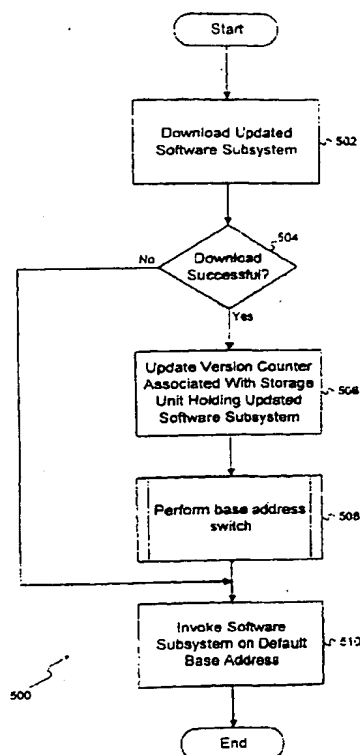 Start
Download Updated
Software Subsystem
502
504
Download
Successful?
No
Yes
Update Version Counter
Associated With Storage
Unit Holding Updated
Software Subsystem
506
Perform base address
switch
508
Invoke Software
Subsystem on Default
Base Address
510
500
End